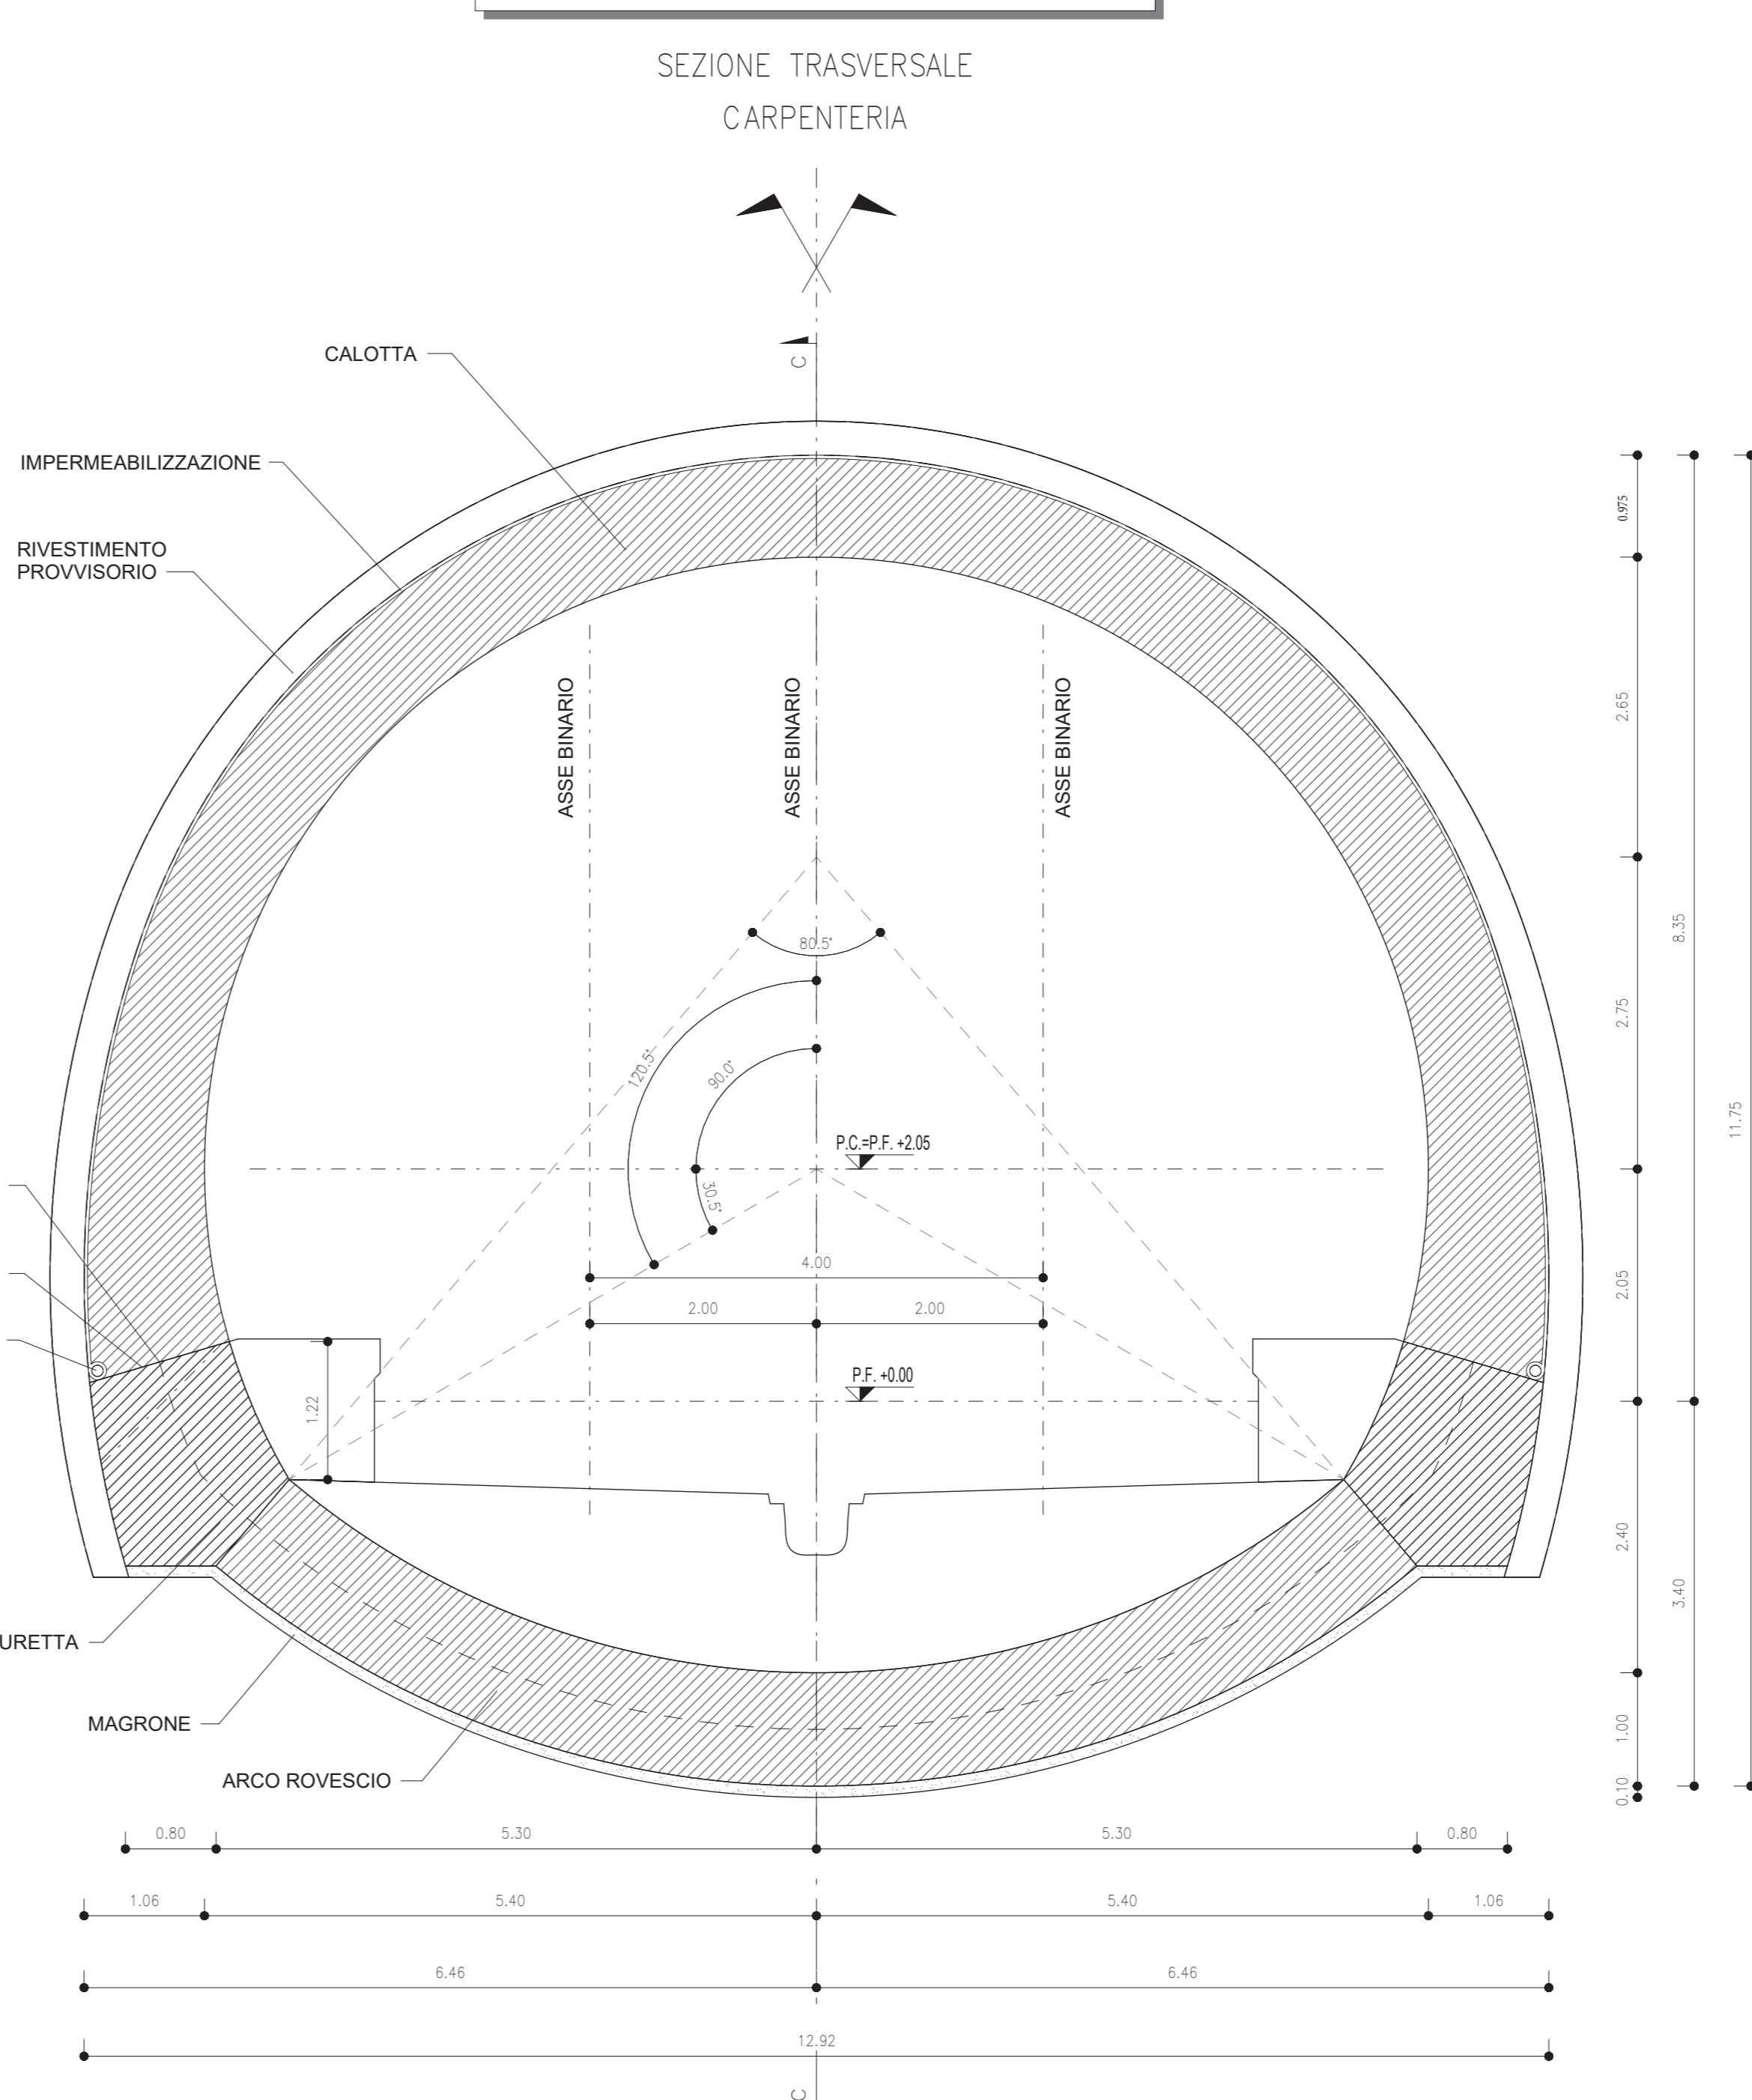 SEZIONE TRASVERSALE
CARPENTERIA
C
CALOTTA
IMPERMEABILIZZAZIONE
RIVESTIMENTO
PROVVISORIO
ASSE BINARIO
ASSE BINARIO
ASSE BINARIO
0.975
2.65
8.35
2.75
11.75
80.5°
120.5°
90.0°
P.C.=P.F. +2.05
30.5°
4.00
2.00
2.00
2.05
P.F. +0.00
1.22
2.40
3.40
URETTA
MAGRONE
ARCO ROVESCIO
1.00
0.10
0.80
5.30
5.30
0.80
1.06
5.40
5.40
1.06
6.46
6.46
12.92
C